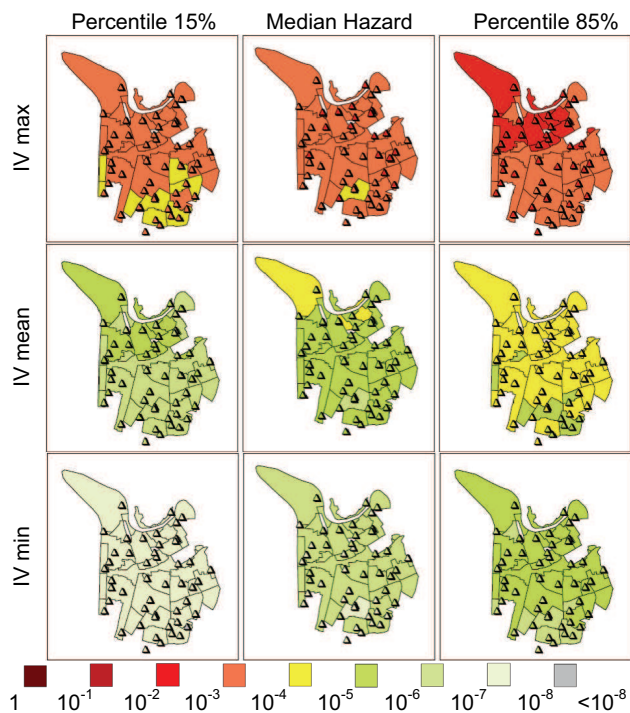 Percentile 15% Median Hazard Percentile 85%
IV max
IV mean
IV min
1 10⁻¹ 10⁻² 10⁻³ 10⁻⁴ 10⁻⁵ 10⁻⁶ 10⁻⁷ 10⁻⁸ <10⁻⁸